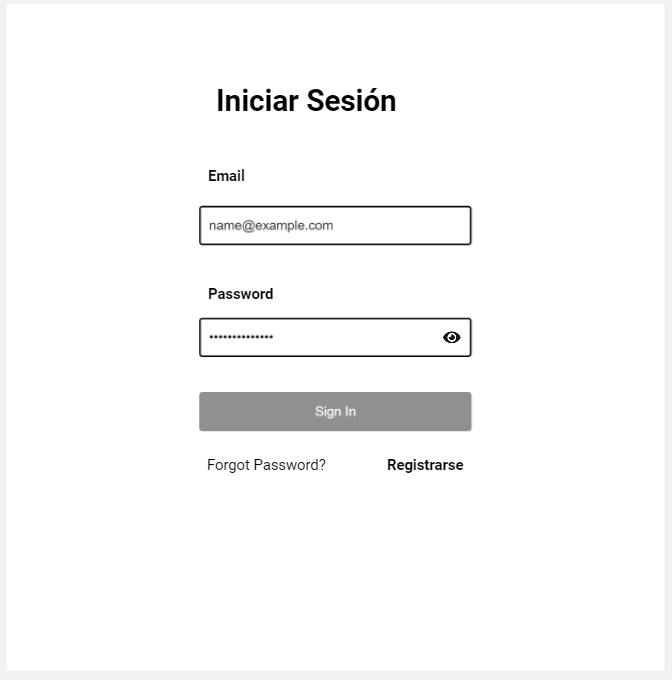 Iniciar Sesión
Email
name@example.com
Password
••••••••••••••
Sign In
Forgot Password? Registrarse